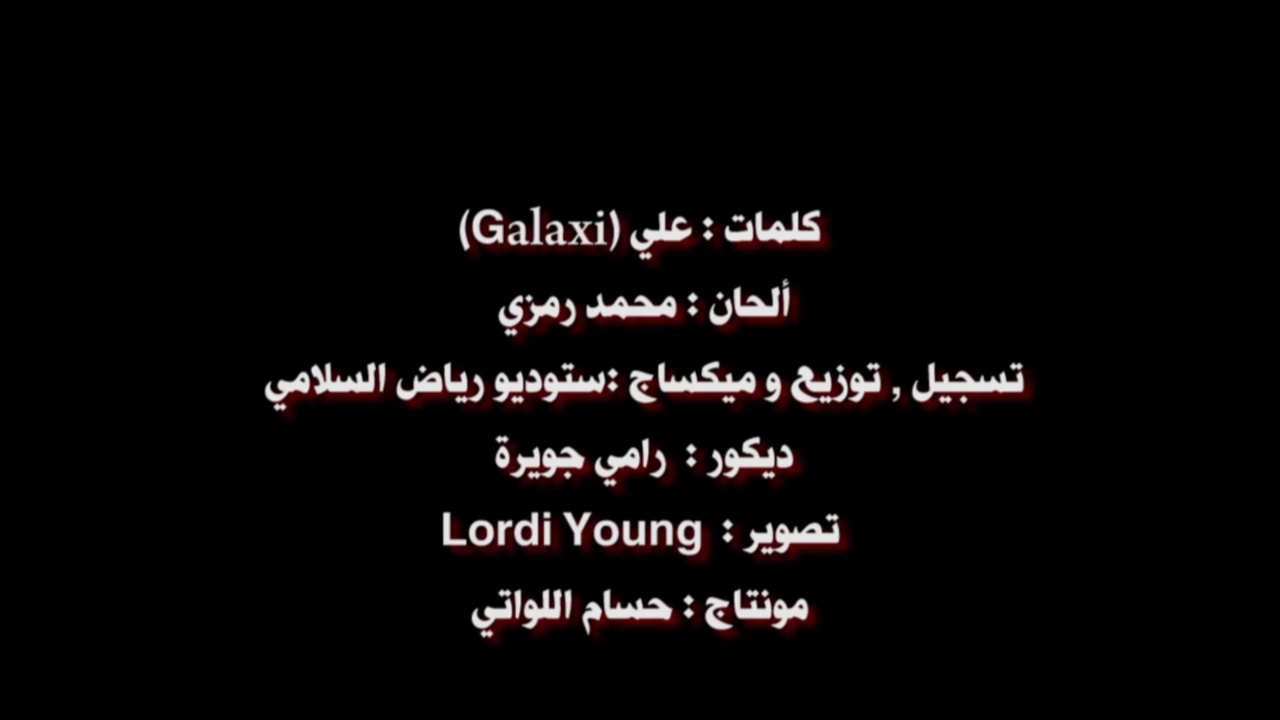 كلمات : علي (Galaxi)
ألحان : محمد رمزي
تسجيل , توزيع و ميكساج :ستوديو رياض السلامي
ديكور : رامي جويرة
تصوير : Lordi Young
مونتاج : حسام اللواتي